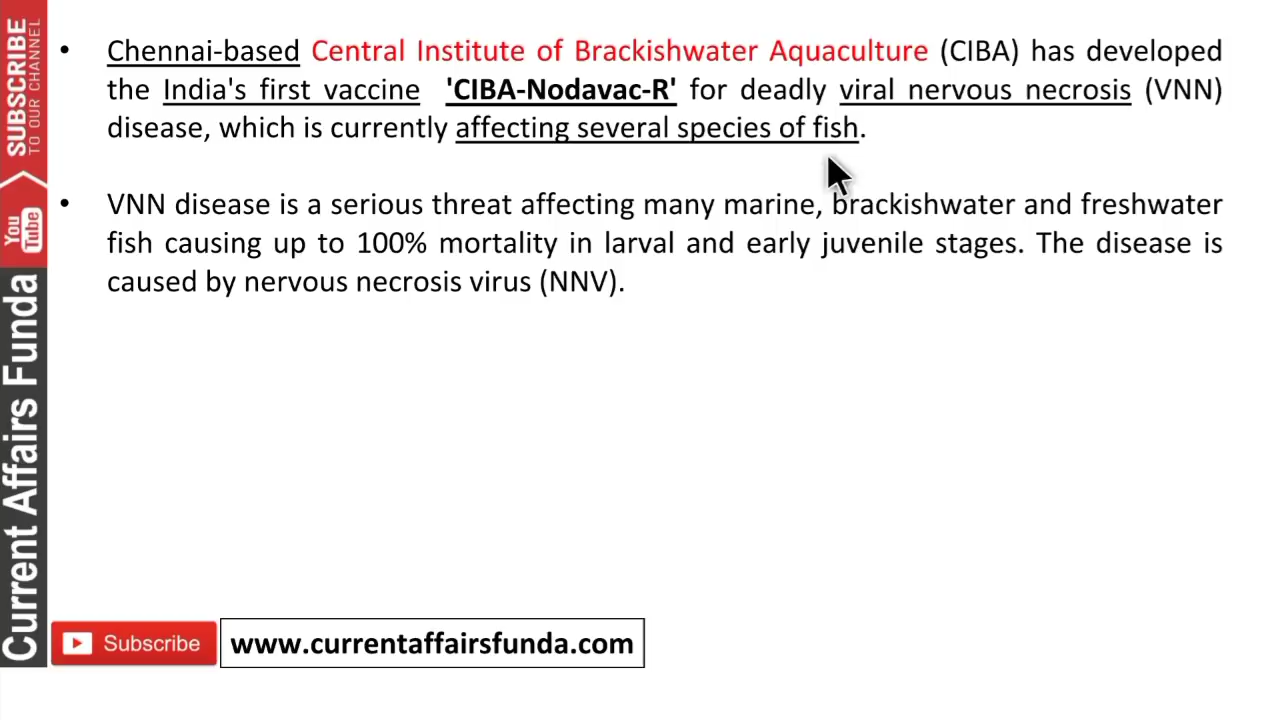 • Chennai-based Central Institute of Brackishwater Aquaculture (CIBA) has developed
the India's first vaccine 'CIBA-Nodavac-R' for deadly viral nervous necrosis (VNN)
disease, which is currently affecting several species of fish.
• VNN disease is a serious threat affecting many marine, brackishwater and freshwater
fish causing up to 100% mortality in larval and early juvenile stages. The disease is
caused by nervous necrosis virus (NNV).
SUBSCRIBE
TO OUR CHANNEL
You Tube
Current Affairs Funda
Subscribe
www.currentaffairsfunda.com